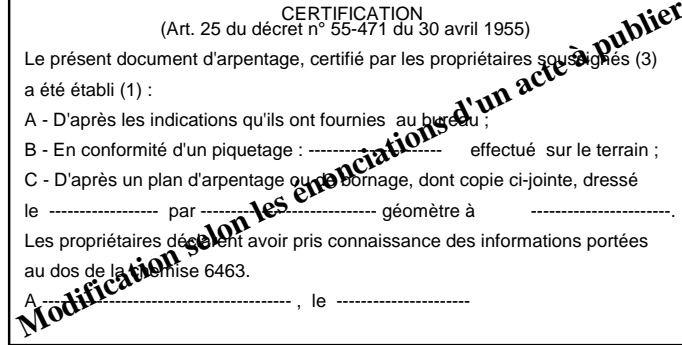 CERTIFICATION
(Art. 25 du décret n° 55-471 du 30 avril 1955)
Le présent document d'arpentage, certifié par les propriétaires soussignés (3)
a été établi (1) :
A - D'après les indications qu'ils ont fournies au bureau ;
B - En conformité d'un piquetage : ---------------------- effectué sur le terrain ;
C - D'après un plan d'arpentage ou de bornage, dont copie ci-jointe, dressé
le ------------------ par ----------------------------- géomètre à -----------------------.
Les propriétaires déclarent avoir pris connaissance des informations portées
au dos de la chemise 6463.
A ----------------------------------------- , le ----------------------
Modification selon les énonciations d'un acte à publier